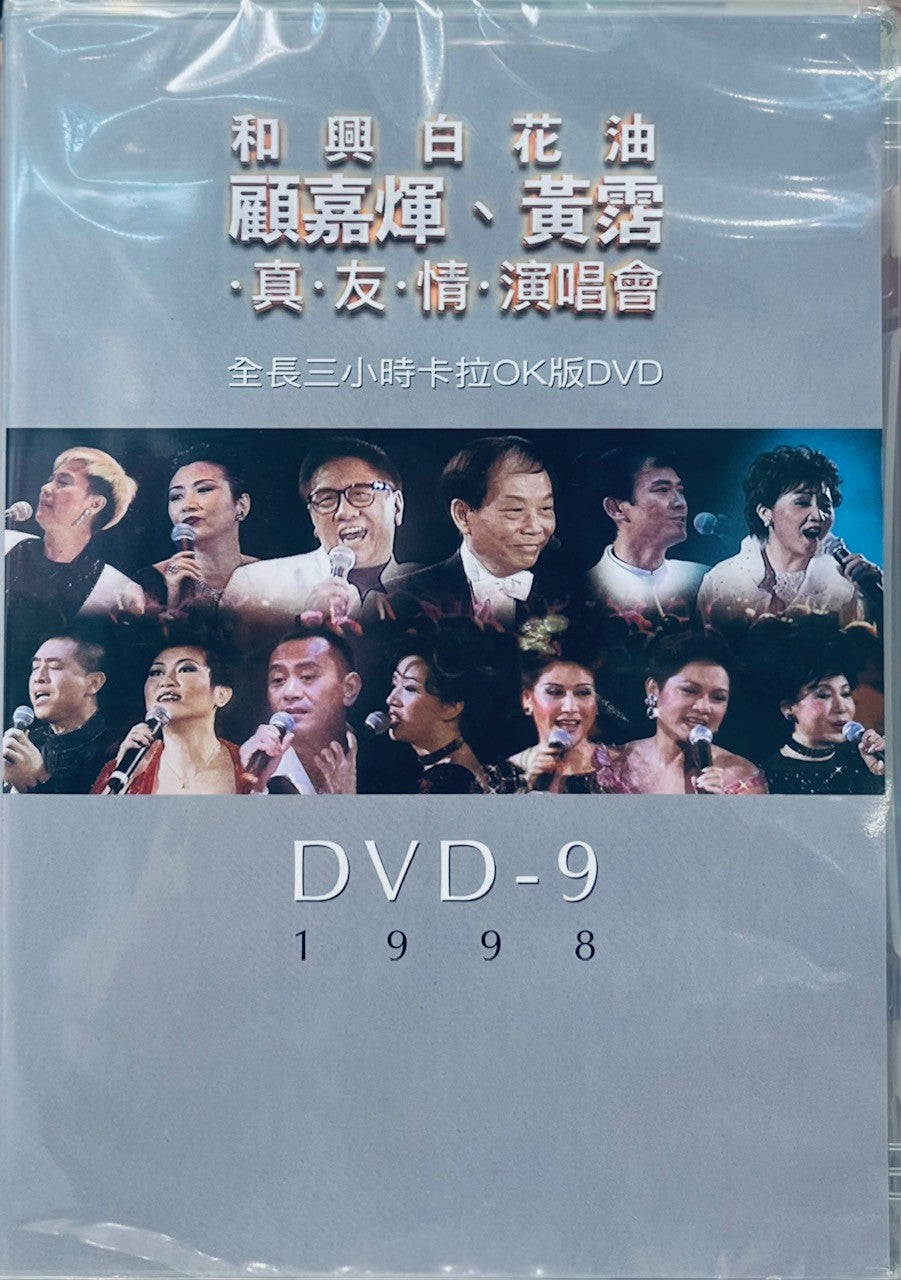 和興白花油
顧嘉煇、黃霑
·真·友·情·演唱會
全長三小時卡拉OK版DVD
DVD-9
1998